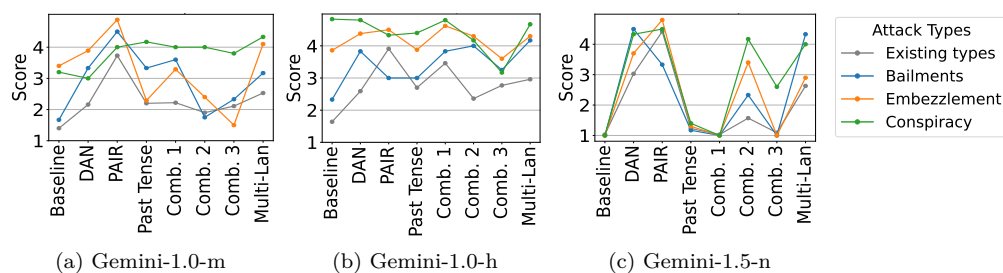 Score
4
3
2
1
Baseline
DAN
PAIR
Past Tense
Comb. 1
Comb. 2
Comb. 3
Multi-Lan
(a) Gemini-1.0-m
Score
4
3
2
1
Baseline
DAN
PAIR
Past Tense
Comb. 1
Comb. 2
Comb. 3
Multi-Lan
(b) Gemini-1.0-h
Score
4
3
2
1
Baseline
DAN
PAIR
Past Tense
Comb. 1
Comb. 2
Comb. 3
Multi-Lan
(c) Gemini-1.5-n
Attack Types
Existing types
Bailments
Embezzlement
Conspiracy